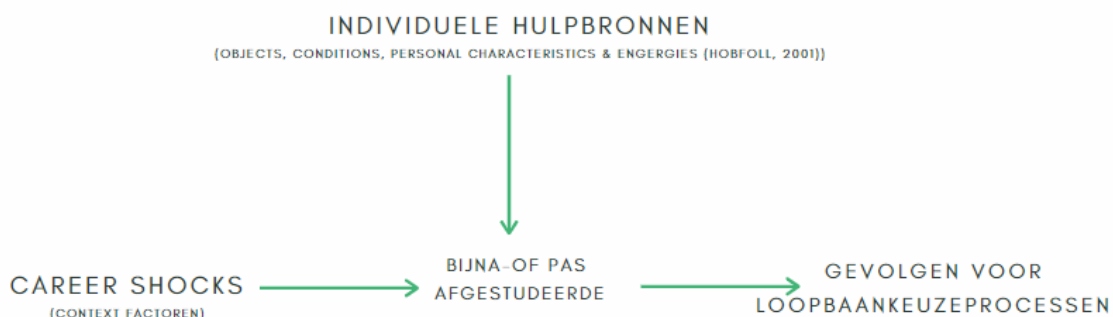 INDIVIDUELE HULPBRONNEN
(OBJECTS, CONDITIONS, PERSONAL CHARACTERISTICS & ENGERGIES (HOBFOLL, 2001))
CAREER SHOCKS
(CONTEXT FACTOREN)
BIJNA-OF PAS
AFGESTUDEERDE
GEVOLGEN VOOR
LOOPBAANKEUZEPROCESSEN